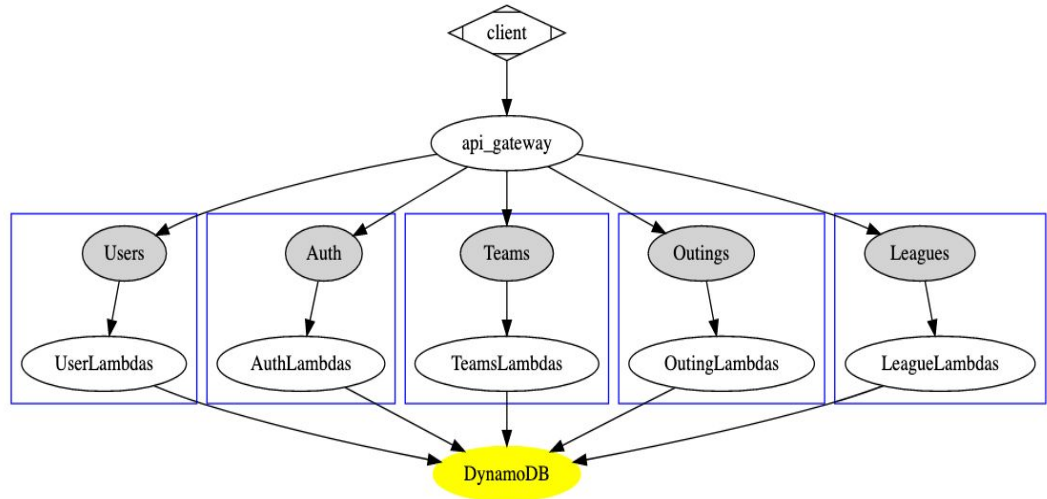 client
api_gateway
Users
Auth
Teams
Outings
Leagues
UserLambdas
AuthLambdas
TeamsLambdas
OutingLambdas
LeagueLambdas
DynamoDB